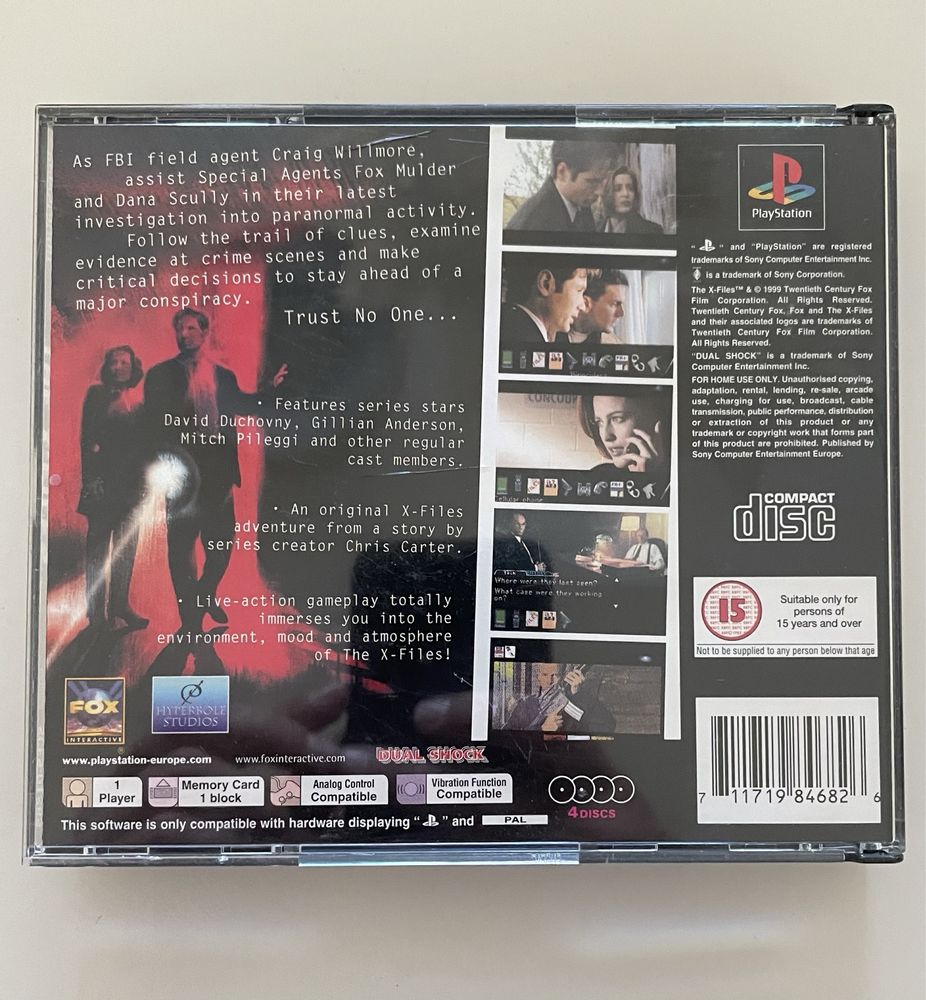 As FBI field agent Craig Willmore,
assist Special Agents Fox Mulder
and Dana Scully in their latest
investigation into paranormal activity.
Follow the trail of clues, examine
evidence at crime scenes and make
critical decisions to stay ahead of a
major conspiracy.
Trust No One...
• Features series stars
David Duchovny, Gillian Anderson,
Mitch Pileggi and other regular
cast members.
• An original X-Files
adventure from a story by
series creator Chris Carter.
• Live-action gameplay totally
immerses you into the
environment, mood and atmosphere
of The X-Files!
FOX
INTERACTIVE
HYPERBOLE
STUDIOS
www.playstation-europe.com
www.foxinteractive.com
DUAL SHOCK
1
Player
Memory Card
1 block
Analog Control
Compatible
Vibration Function
Compatible
4 DISCS
This software is only compatible with hardware displaying " " and PAL
Cellular phone
Where were they last seen?
What case were they working
on?
PlayStation
" " and "PlayStation" are registered
trademarks of Sony Computer Entertainment Inc.
is a trademark of Sony Corporation.
The X-Files™ & © 1999 Twentieth Century Fox
Film Corporation. All Rights Reserved.
Twentieth Century Fox, Fox and The X-Files
and their associated logos are trademarks of
Twentieth Century Fox Film Corporation.
All Rights Reserved.
"DUAL SHOCK" is a trademark of Sony
Computer Entertainment Inc.
FOR HOME USE ONLY. Unauthorised copying,
adaptation, rental, lending, re-sale, arcade
use, charging for use, broadcast, cable
transmission, public performance, distribution
or extraction of this product or any
trademark or copyright work that forms part
of this product are prohibited. Published by
Sony Computer Entertainment Europe.
COMPACT
disc
15
Suitable only for
persons of
15 years and over
Not to be supplied to any person below that age
7 11719 84682 6